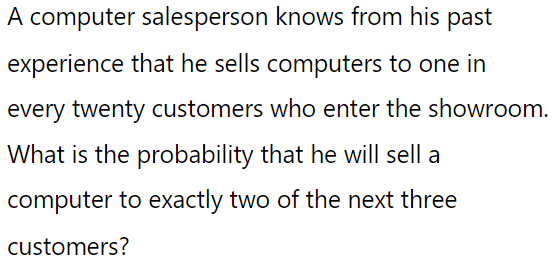 A computer salesperson knows from his past
experience that he sells computers to one in
every twenty customers who enter the showroom.
What is the probability that he will sell a
computer to exactly two of the next three
customers?